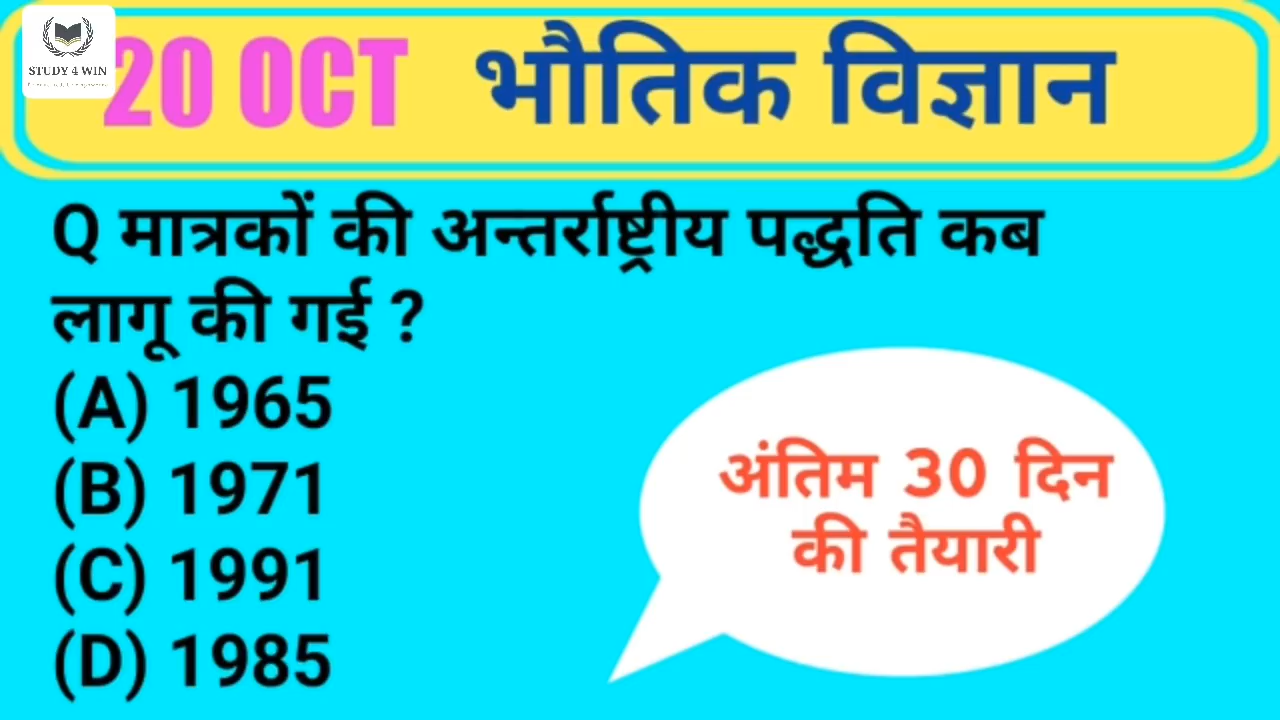 STUDY 4 WIN
20 OCT भौतिक विज्ञान
Q मात्रकों की अन्तर्राष्ट्रीय पद्धति कब
लागू की गई ?
(A) 1965
(B) 1971
(C) 1991
(D) 1985
अंतिम 30 दिन
की तैयारी